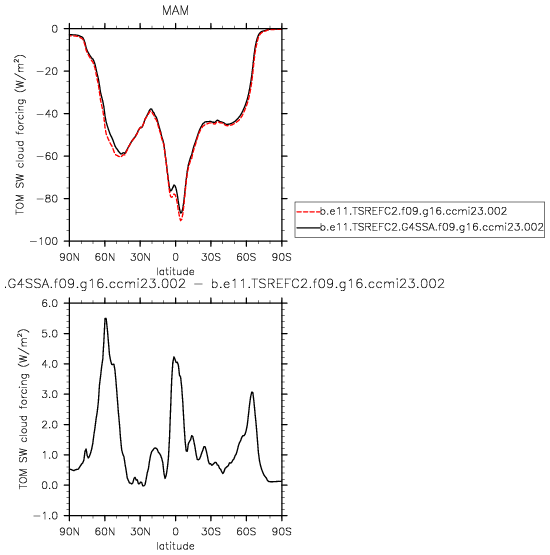 MAM
TOM SW cloud forcing (W/m²)
0
−20
−40
−60
−80
−100
90N 60N 30N 0 30S 60S 90S
latitude
b.e11.TSREFC2.f09.g16.ccmi23.002
b.e11.TSREFC2.G4SSA.f09.g16.ccmi23.002
.G4SSA.f09.g16.ccmi23.002 − b.e11.TSREFC2.f09.g16.ccmi23.002
TOM SW cloud forcing (W/m²)
6.0
5.0
4.0
3.0
2.0
1.0
0.0
−1.0
90N 60N 30N 0 30S 60S 90S
latitude